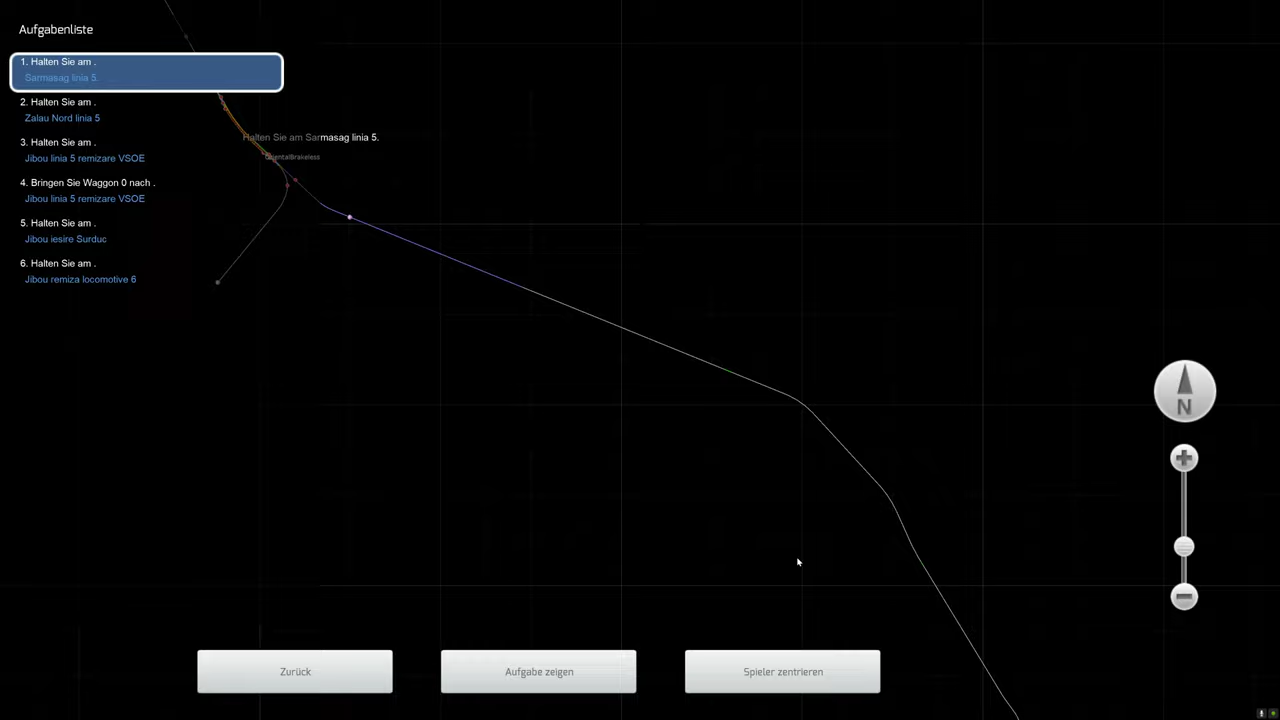 Aufgabenliste
1. Halten Sie am .
Sarmasag linia 5.
2. Halten Sie am .
Zalau Nord linia 5
3. Halten Sie am .
Jibou linia 5 remizare VSOE
4. Bringen Sie Waggon 0 nach .
Jibou linia 5 remizare VSOE
5. Halten Sie am .
Jibou iesire Surduc
6. Halten Sie am .
Jibou remiza locomotive 6
Halten Sie am Sarmasag linia 5.
OrientalBrakeless
N
Zurück
Aufgabe zeigen
Spieler zentrieren